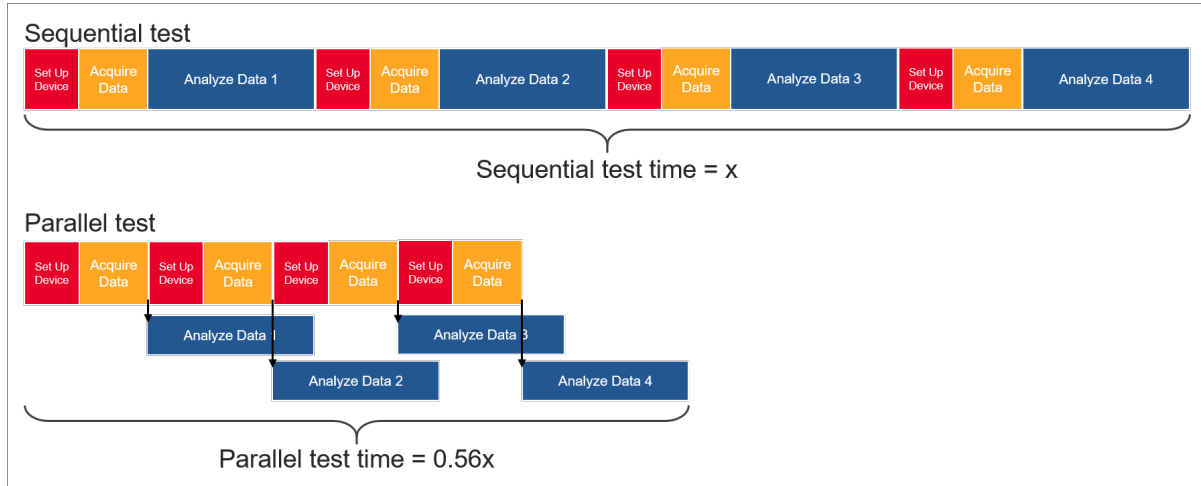 Sequential test
Set Up
Device
Acquire
Data
Analyze Data 1
Set Up
Device
Acquire
Data
Analyze Data 2
Set Up
Device
Acquire
Data
Analyze Data 3
Set Up
Device
Acquire
Data
Analyze Data 4
Sequential test time = x
Parallel test
Set Up
Device
Acquire
Data
Set Up
Device
Acquire
Data
Set Up
Device
Acquire
Data
Set Up
Device
Acquire
Data
Analyze Data 1
Analyze Data 3
Analyze Data 2
Analyze Data 4
Parallel test time = 0.56x